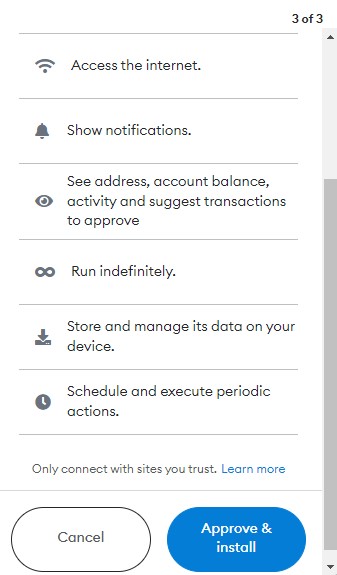 3 of 3
Access the internet.
Show notifications.
See address, account balance,
activity and suggest transactions
to approve
Run indefinitely.
Store and manage its data on your
device.
Schedule and execute periodic
actions.
Only connect with sites you trust. Learn more
Cancel
Approve &
install